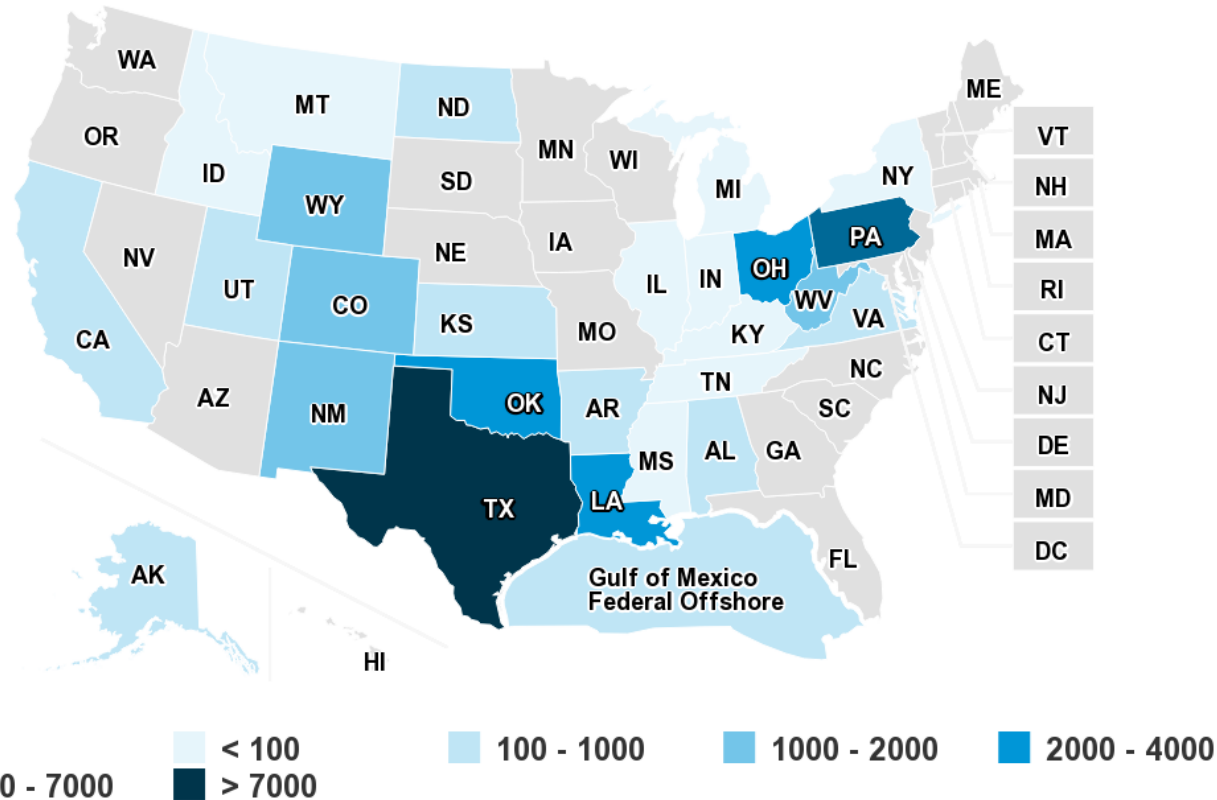 WA
ME
MT
ND
VT
OR
MN
WI
ID
SD
NY
NH
MI
WY
PA
MA
NE
IA
NV
OH
IL
IN
RI
UT
WV
CO
VA
KS
MO
KY
CA
CT
NC
TN
AZ
NM
OK
AR
SC
NJ
AL
GA
MS
DE
TX
LA
MD
DC
FL
AK
Gulf of Mexico
Federal Offshore
HI
< 100
100 - 1000
1000 - 2000
2000 - 4000
0 - 7000
> 7000